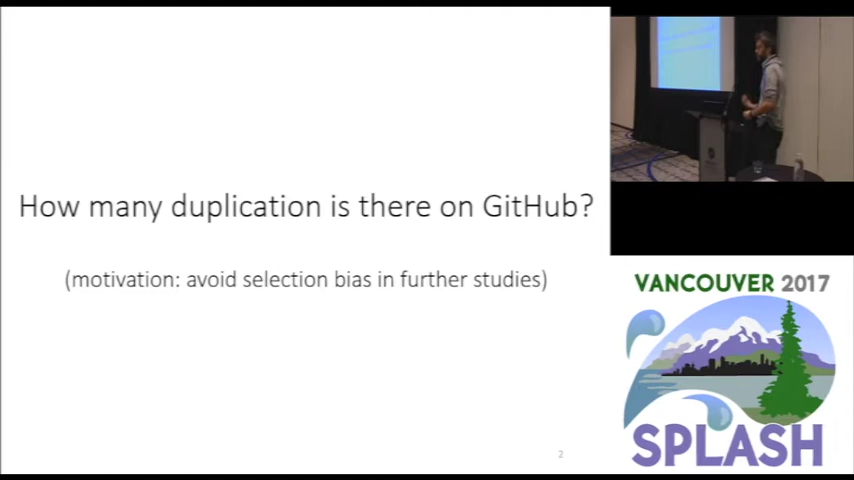 How many duplication is there on GitHub?
(motivation: avoid selection bias in further studies)
2
VANCOUVER 2017
SPLASH